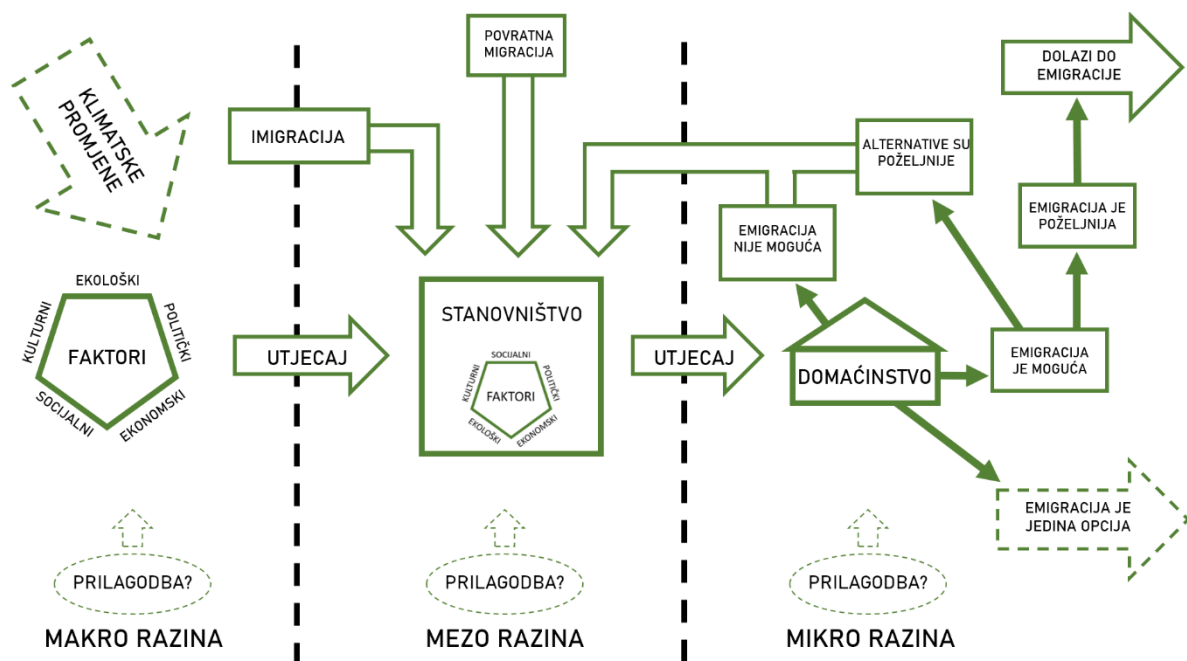 KLIMATSKE
PROMJENE
EKOLOŠKI
KULTURNI
POLITIČKI
FAKTORI
SOCIJALNI
EKONOMSKI
PRILAGODBA?
MAKRO RAZINA
IMIGRACIJA
UTJECAJ
POVRATNA
MIGRACIJA
STANOVNIŠTVO
SOCIJALNI
KULTURNI
POLITIČKI
FAKTORI
EKOLOŠKI
EKONOMSKI
PRILAGODBA?
MEZO RAZINA
UTJECAJ
DOLAZI DO
EMIGRACIJE
ALTERNATIVE SU
POŽELJNIJE
EMIGRACIJA JE
POŽELJNIJA
EMIGRACIJA
NIJE MOGUĆA
DOMAĆINSTVO
EMIGRACIJA
JE MOGUĆA
EMIGRACIJA JE
JEDINA OPCIJA
PRILAGODBA?
MIKRO RAZINA